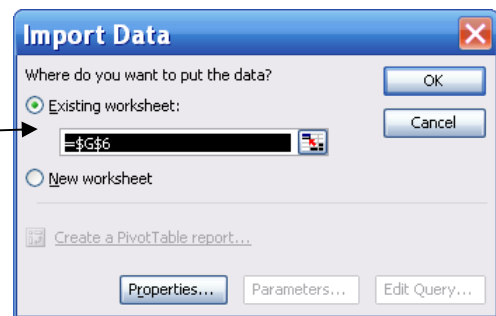 Import Data
Where do you want to put the data?
OK
Existing worksheet:
Cancel
=$G$6
New worksheet
Create a PivotTable report...
Properties... Parameters... Edit Query...